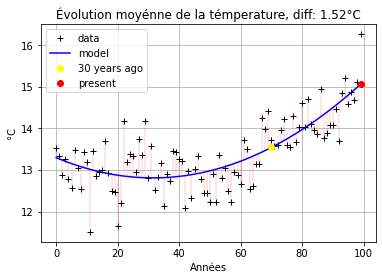 Évolution moyénne de la témperature, diff: 1.52°C
data
model
30 years ago
present
°C
16
15
14
13
12
0
20
40
60
80
100
Années